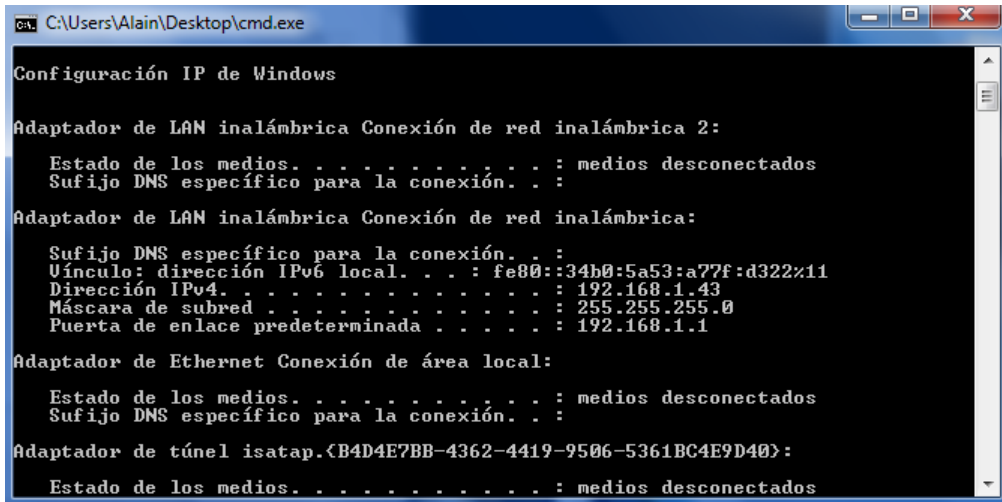 C:\Users\Alain\Desktop\cmd.exe
Configuración IP de Windows
Adaptador de LAN inalámbrica Conexión de red inalámbrica 2:
Estado de los medios. . . . . . . . . . . : medios desconectados
Sufijo DNS específico para la conexión. . :
Adaptador de LAN inalámbrica Conexión de red inalámbrica:
Sufijo DNS específico para la conexión. . :
Vínculo: dirección IPv6 local. . . : fe80::34b0:5a53:a77f:d322%11
Dirección IPv4. . . . . . . . . . . . . . : 192.168.1.43
Máscara de subred . . . . . . . . . . . . : 255.255.255.0
Puerta de enlace predeterminada . . . . . : 192.168.1.1
Adaptador de Ethernet Conexión de área local:
Estado de los medios. . . . . . . . . . . : medios desconectados
Sufijo DNS específico para la conexión. . :
Adaptador de túnel isatap.{B4D4E7BB-4362-4419-9506-5361BC4E9D40}:
Estado de los medios. . . . . . . . . . . : medios desconectados